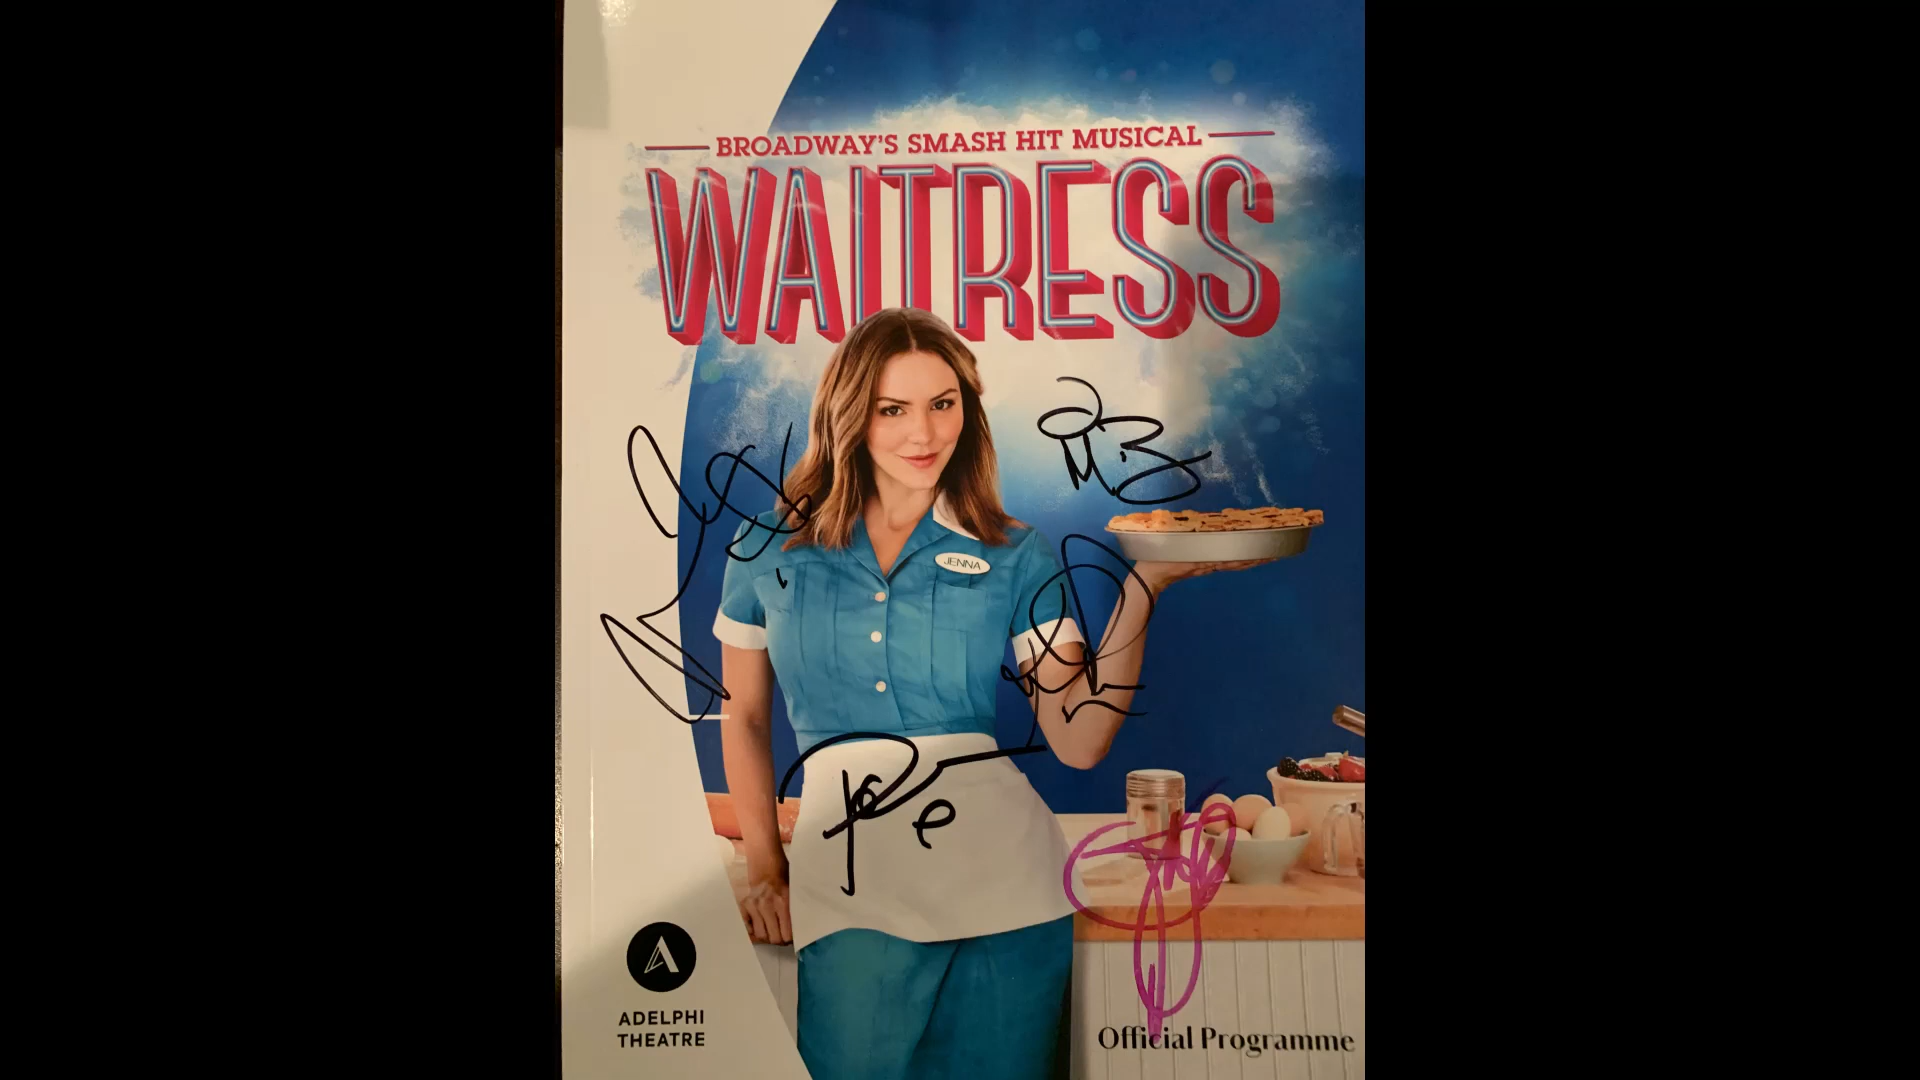 BROADWAY'S SMASH HIT MUSICAL
WAITRESS
JENNA
ADELPHI
THEATRE
Official Programme